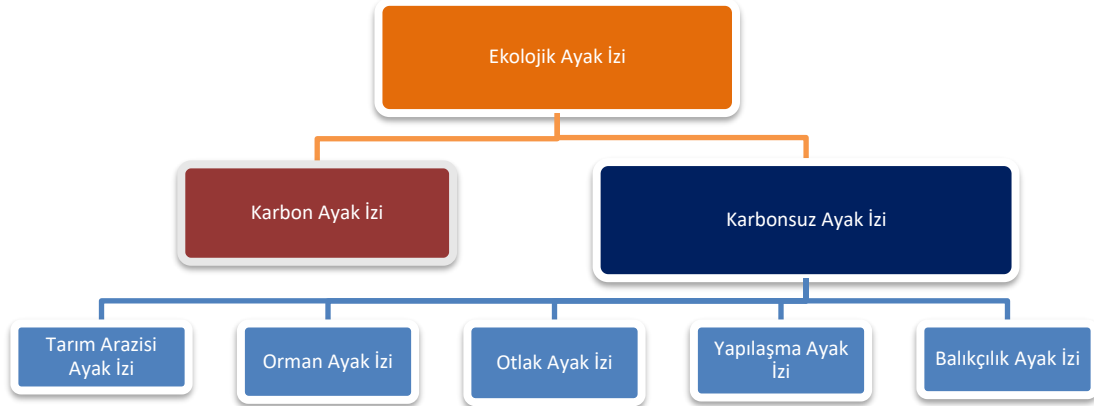 Ekolojik Ayak İzi
Karbon Ayak İzi
Karbonsuz Ayak İzi
Tarım Arazisi
Ayak İzi
Orman Ayak İzi
Otlak Ayak İzi
Yapılaşma Ayak
İzi
Balıkçılık Ayak İzi